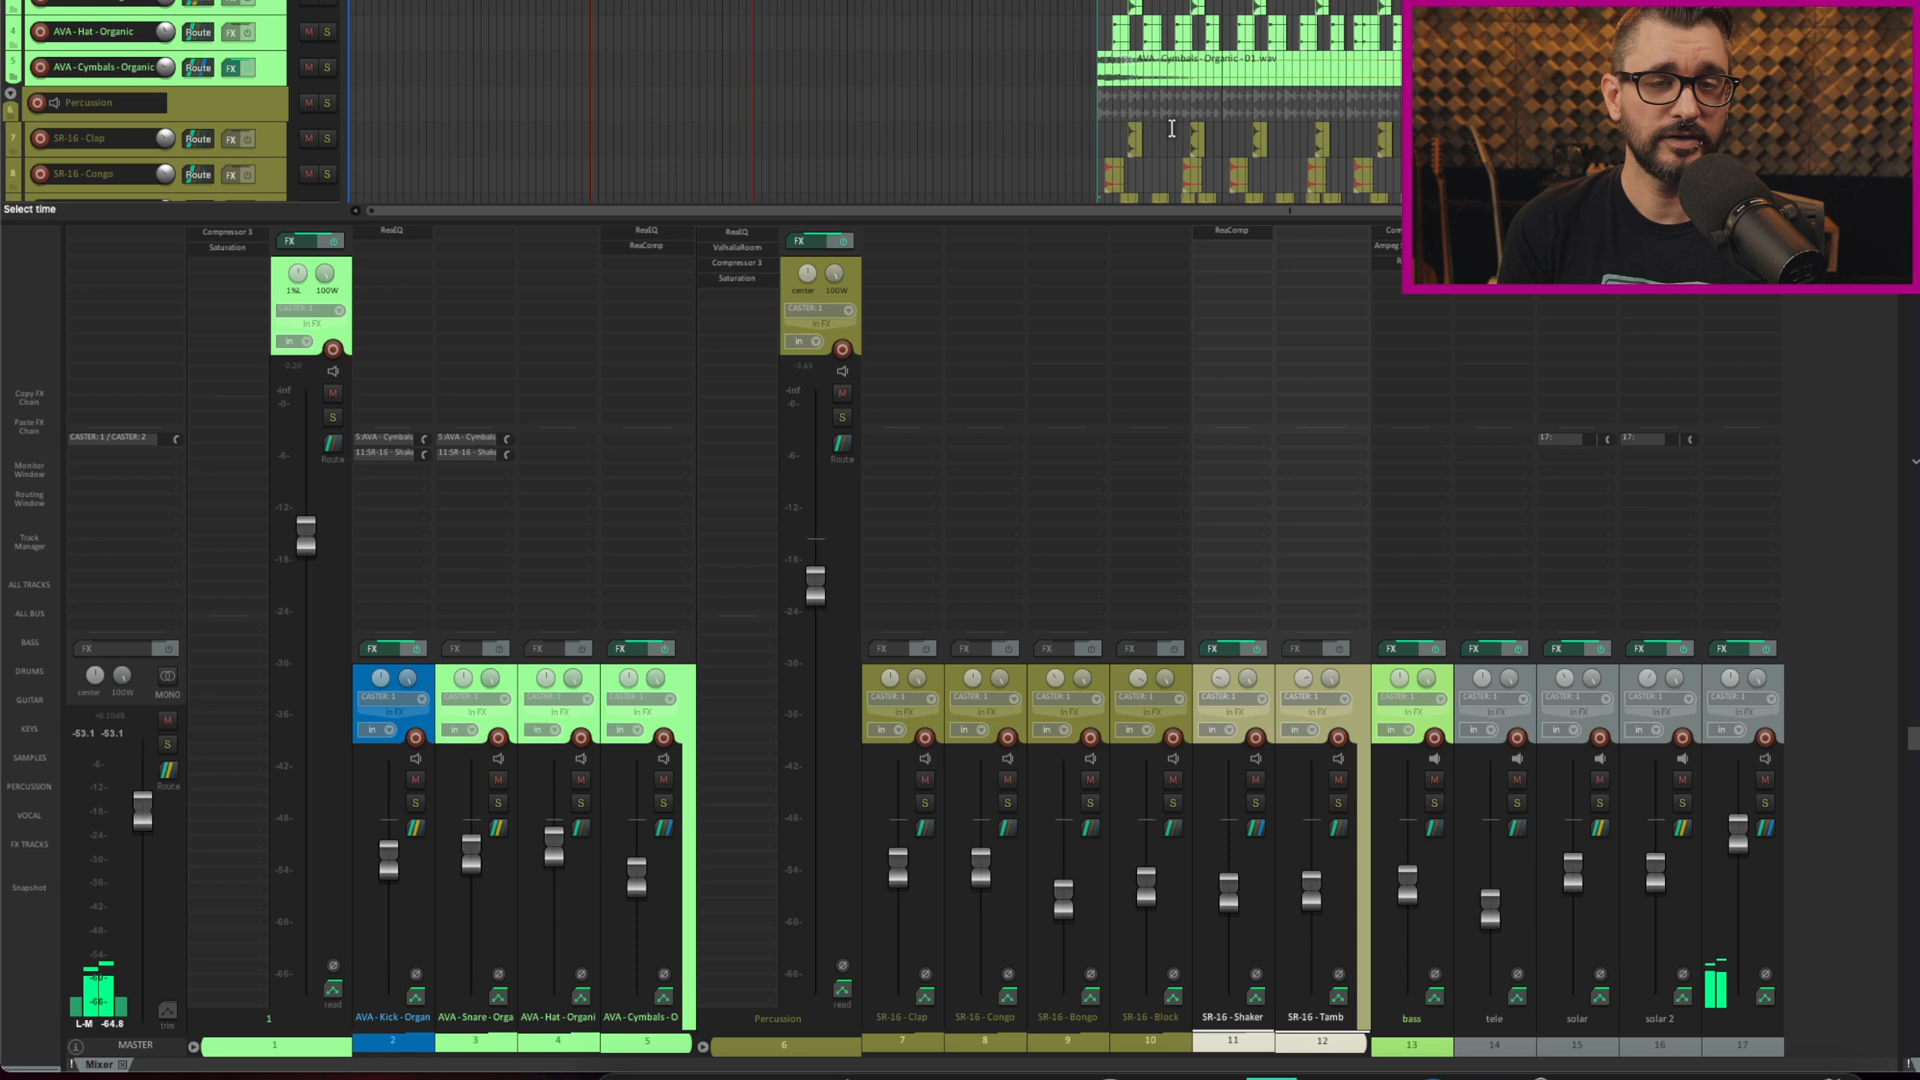 4 AVA - Hat - Organic Route FX M S
5 AVA - Cymbals - Organic Route FX M S
AVA - Cymbals - Organic - 01.wav
6 Percussion M S
7 SR-16 - Clap Route FX M S
8 SR-16 - Congo Route FX M S
Select time
Compressor 3
Saturation
FX
ReaEQ
ReaEQ
ReaComp
ReaEQ
ValhallaRoom
Compressor 3
Saturation
FX
ReaComp
1%L 100W
CASTER: 1
In FX
in
center 100W
CASTER: 1
In FX
in
0.20
-3.65
-inf
-0-
-6-
-12-
-18-
-24-
-30-
-36-
-42-
-48-
-54-
-60-
-66-
M
S
Route
-inf
-0-
-6-
-12-
-18-
-24-
-30-
-36-
-42-
-48-
-54-
-60-
-66-
M
S
Route
Copy FX
Chain
Paste FX
Chain
Monitor
Window
Routing
Window
Track
Manager
ALL TRACKS
ALL BUS
BASS
DRUMS
GUITAR
KEYS
SAMPLES
PERCUSSION
VOCAL
FX TRACKS
Snapshot
CASTER: 1 / CASTER: 2
5:AVA - Cymbals 5:AVA - Cymbals
11:SR-16 - Shak 11:SR-16 - Shak
17: 17:
FX FX FX FX FX FX FX FX FX FX FX FX FX FX FX FX
center 100W MONO
+0.10dB
-53.1 -53.1
M
S
Route
-6-
-12-
-18-
-24-
-30-
-36-
-42-
-48-
-54-
-60-
-66-
L-M -64.8
trim
CASTER: 1 CASTER: 1 CASTER: 1 CASTER: 1 CASTER: 1 CASTER: 1 CASTER: 1 CASTER: 1 CASTER: 1 CASTER: 1 CASTER: 1 CASTER: 1 CASTER: 1 CASTER: 1 CASTER: 1
In FX In FX In FX In FX In FX In FX In FX In FX In FX In FX In FX In FX In FX In FX In FX
in in in in in in in in in in in in in in in
M M M M M M M M M M M M M M M
S S S S S S S S S S S S S S S
read read
1 AVA - Kick - Organ AVA - Snare - Orga AVA - Hat - Organi AVA - Cymbals - O Percussion SR-16 - Clap SR-16 - Congo SR-16 - Bongo SR-16 - Block SR-16 - Shaker SR-16 - Tamb bass tele solar solar 2
MASTER 1 2 3 4 5 6 7 8 9 10 11 12 13 14 15 16 17
! Mixer !